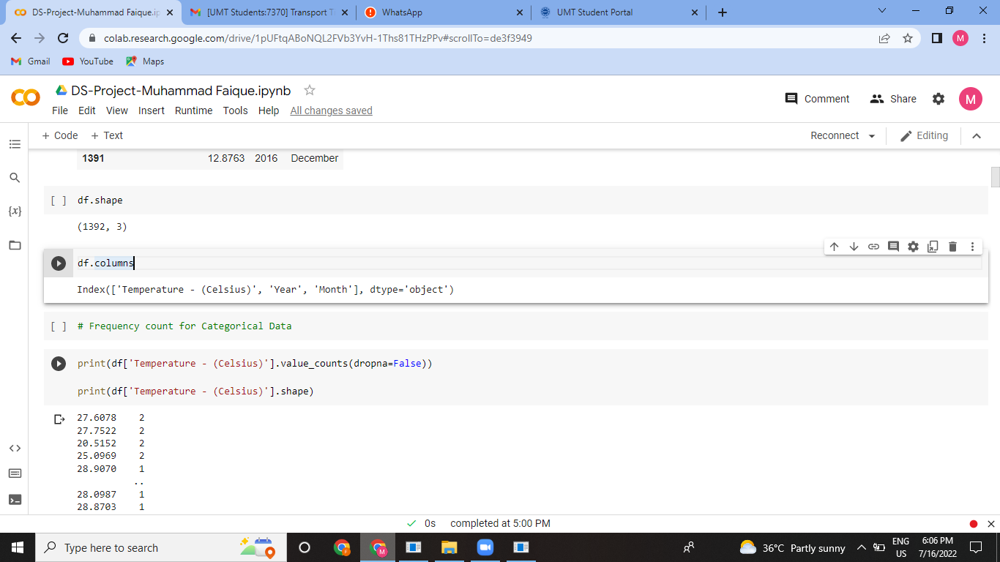 DS-Project-Muhammad Faique.ip
[UMT Students:7370] Transport T
WhatsApp
UMT Student Portal
colab.research.google.com/drive/1pUFtqABoNQL2FVb3YvH-1Ths81THzPPv#scrollTo=de3f3949
M
Gmail
YouTube
Maps
DS-Project-Muhammad Faique.ipynb
File Edit View Insert Runtime Tools Help All changes saved
Comment
Share
M
+ Code + Text
Reconnect
Editing
1391 12.8763 2016 December
[ ] df.shape
(1392, 3)
{x}
df.columns
Index(['Temperature - (Celsius)', 'Year', 'Month'], dtype='object')
[ ] # Frequency count for Categorical Data
print(df['Temperature - (Celsius)'].value_counts(dropna=False))
print(df['Temperature - (Celsius)'].shape)
27.6078 2
27.7522 2
20.5152 2
25.0969 2
28.9070 1
..
28.0987 1
28.8703 1
0s completed at 5:00 PM
Type here to search
F
M
36°C Partly sunny
ENG
US
6:06 PM
7/16/2022